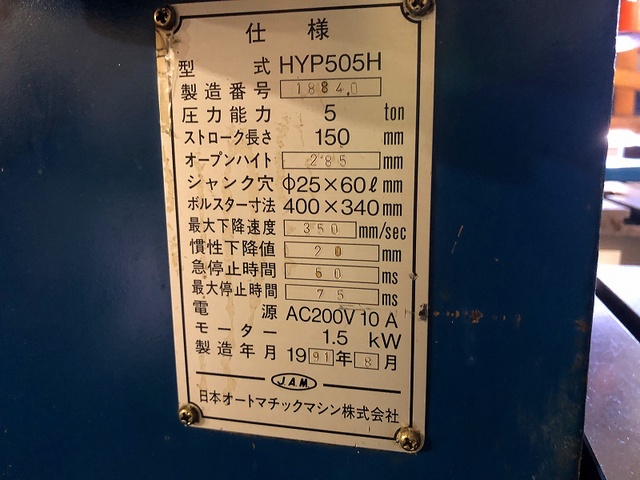 仕様
型式 HYP505H
製造番号 18840
圧力能力 5 ton
ストローク長さ 150 mm
オープンハイト 285 mm
シャンク穴 Φ25×60ℓ mm
ボルスター寸法 400×340 mm
最大下降速度 350 mm/sec
慣性下降値 20 mm
急停止時間 60 ms
最大停止時間 75 ms
電源 AC200V 10 A
モーター 1.5 kW
製造年月 1991年8月
J.A.M.
日本オートマチックマシン株式会社